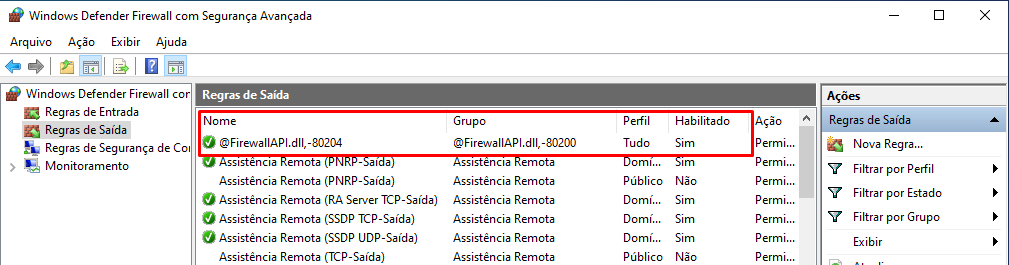 Windows Defender Firewall com Segurança Avançada
Arquivo Ação Exibir Ajuda
Windows Defender Firewall con
Regras de Entrada
Regras de Saída
Regras de Segurança de Co
Monitoramento
Regras de Saída
Nome Grupo Perfil Habilitado Ação
@FirewallAPI.dll,-80204 @FirewallAPI.dll,-80200 Tudo Sim Permi...
Assistência Remota (PNRP-Saída) Assistência Remota Domí... Sim Permi...
Assistência Remota (PNRP-Saída) Assistência Remota Público Não Permi...
Assistência Remota (RA Server TCP-Saída) Assistência Remota Domí... Sim Permi...
Assistência Remota (SSDP TCP-Saída) Assistência Remota Domí... Sim Permi...
Assistência Remota (SSDP UDP-Saída) Assistência Remota Domí... Sim Permi...
Assistência Remota (TCP-Saída) Assistência Remota Público Não Permi...
Ações
Regras de Saída
Nova Regra...
Filtrar por Perfil
Filtrar por Estado
Filtrar por Grupo
Exibir